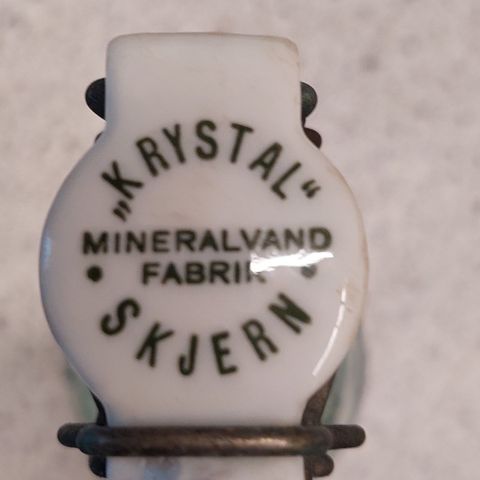 „KRYSTAL“
MINERALVAND
• FABRIK •
SKJERN